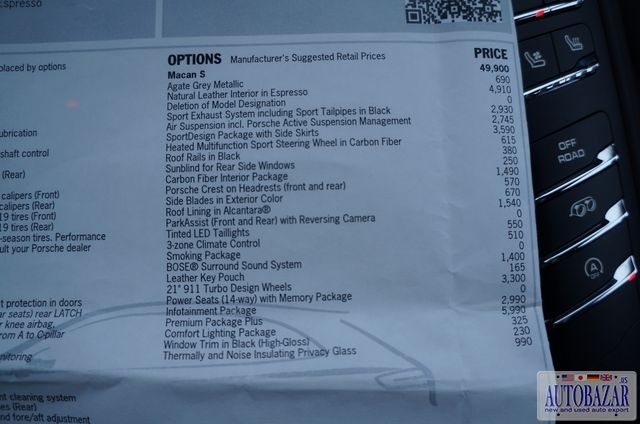 Espresso
placed by options
lubrication
shaft control
(Rear)
calipers (Front)
calipers (Rear)
19 tires (Front)
19 tires (Rear)
-season tires. Performance
sult your Porsche dealer
t protection in doors
ar seats) rear LATCH
r knee airbag,
from A to C-pillar
monitoring
nt cleaning system
es (Rear)
nd fore/aft adjustment
OPTIONS Manufacturer's Suggested Retail Prices PRICE
Macan S 49,900
Agate Grey Metallic 690
Natural Leather Interior in Espresso 4,910
Deletion of Model Designation 0
Sport Exhaust System including Sport Tailpipes in Black 2,930
Air Suspension incl. Porsche Active Suspension Management 2,745
SportDesign Package with Side Skirts 3,590
Heated Multifunction Sport Steering Wheel in Carbon Fiber 615
Roof Rails in Black 380
Sunblind for Rear Side Windows 250
Carbon Fiber Interior Package 1,490
Porsche Crest on Headrests (front and rear) 570
Side Blades in Exterior Color 670
Roof Lining in Alcantara® 1,540
ParkAssist (Front and Rear) with Reversing Camera 0
Tinted LED Taillights 550
3-zone Climate Control 510
Smoking Package 0
BOSE® Surround Sound System 1,400
Leather Key Pouch 165
21" 911 Turbo Design Wheels 3,300
Power Seats (14-way) with Memory Package 0
Infotainment Package 2,990
Premium Package Plus 5,990
Comfort Lighting Package 325
Window Trim in Black (High-Gloss) 230
Thermally and Noise Insulating Privacy Glass 990
OFF
ROAD
A
AUTOBAZAR.US
new and used auto export